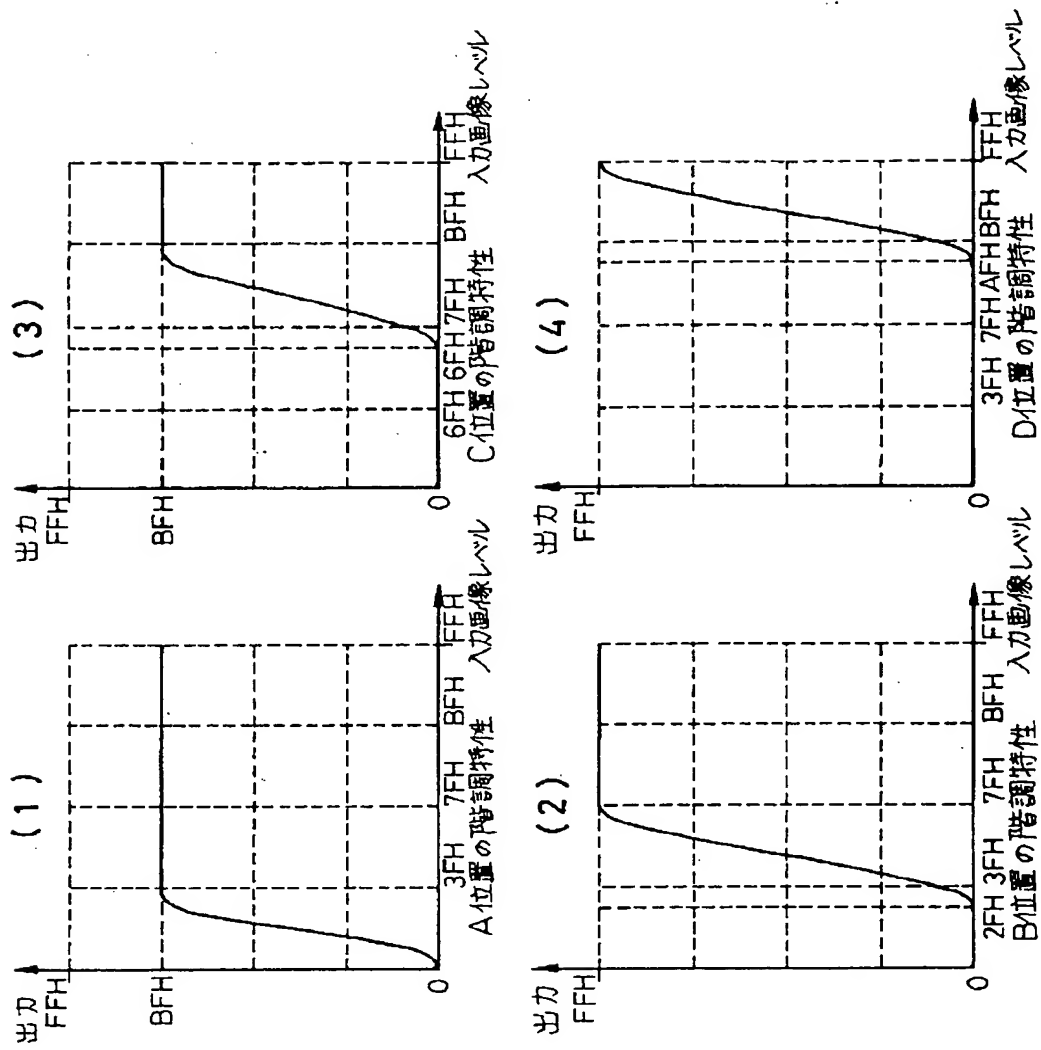 (1)
出力
FFH
BFH
0
3FH 7FH BFH FFH
入力画像レベル
A位置の階調特性
(2)
出力
FFH
0
2FH 3FH 7FH BFH FFH
入力画像レベル
B位置の階調特性
(3)
出力
FFH
BFH
0
6FH 6FH 7FH BFH FFH
入力画像レベル
C位置の階調特性
(4)
出力
FFH
0
3FH 7FH AFH BFH FFH
入力画像レベル
D位置の階調特性